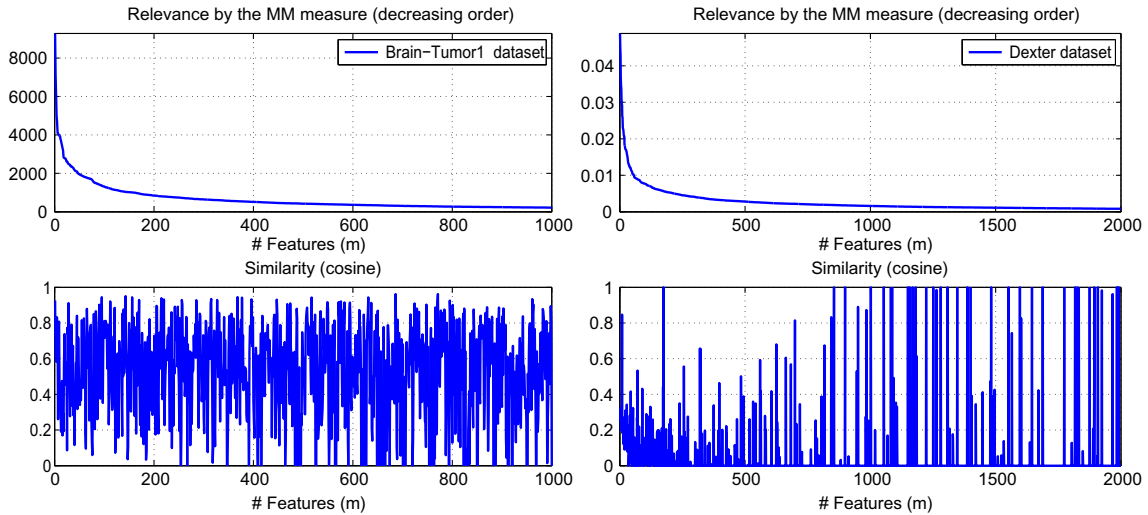 Relevance by the MM measure (decreasing order)
8000
6000
4000
2000
0
Brain−Tumor1 dataset
0 200 400 600 800 1000
# Features (m)
Relevance by the MM measure (decreasing order)
0.04
0.03
0.02
0.01
0
Dexter dataset
0 500 1000 1500 2000
# Features (m)
Similarity (cosine)
1
0.8
0.6
0.4
0.2
0
0 200 400 600 800 1000
# Features (m)
Similarity (cosine)
1
0.8
0.6
0.4
0.2
0
0 500 1000 1500 2000
# Features (m)